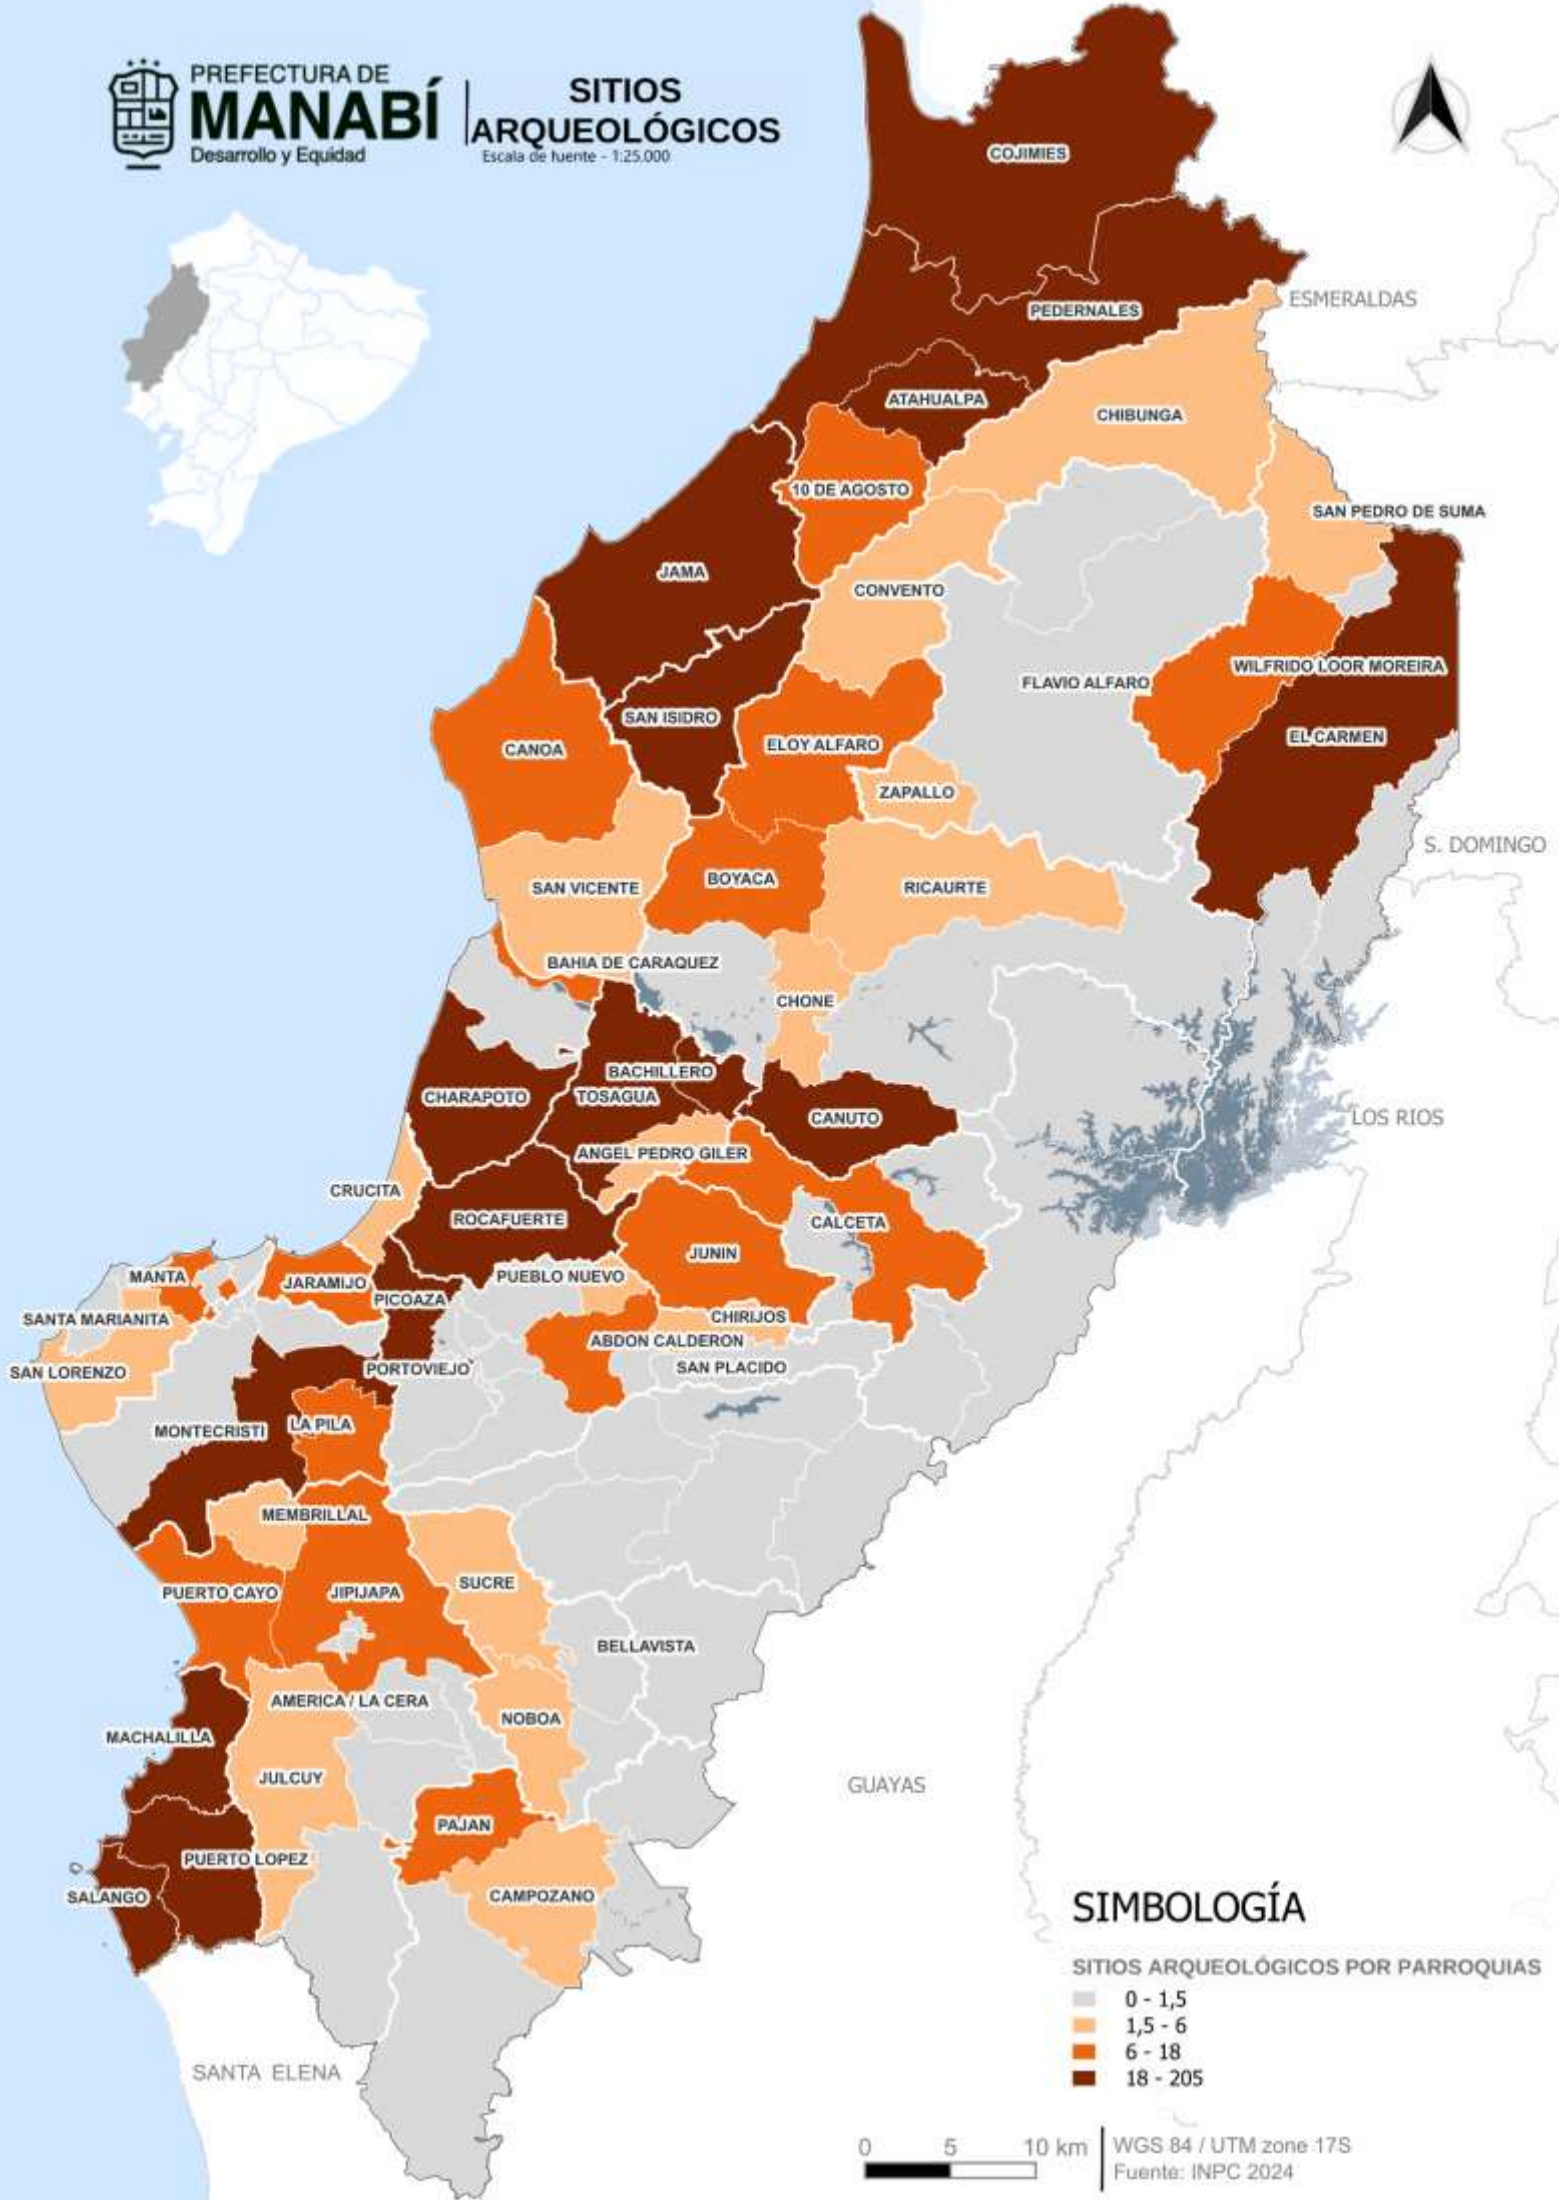 PREFECTURA DE
MANABÍ
Desarrollo y Equidad
SITIOS
ARQUEOLÓGICOS
Escala de fuente - 1:25.000
COJIMIES
ESMERALDAS
PEDERNALES
ATAHUALPA
CHIBUNGA
10 DE AGOSTO
SAN PEDRO DE SUMA
JAMA
CONVENTO
WILFRIDO LOOR MOREIRA
FLAVIO ALFARO
SAN ISIDRO
EL CARMEN
ELOY ALFARO
CANOA
ZAPALLO
S. DOMINGO
BOYACA
SAN VICENTE
RICAURTE
BAHIA DE CARAQUEZ
CHONE
BACHILLERO
CHARAPOTO
TOSAGUA
CANUTO
LOS RIOS
ANGEL PEDRO GILER
CRUCITA
ROCAFUERTE
CALCETA
JUNIN
MANTA
PUEBLO NUEVO
JARAMIJO
PICOAZA
SANTA MARIANITA
CHIRIJOS
ABDON CALDERON
SAN LORENZO
PORTOVIEJO
SAN PLACIDO
LA PILA
MONTECRISTI
MEMBRILLAL
SUCRE
PUERTO CAYO
JIPIJAPA
BELLAVISTA
AMERICA / LA CERA
NOBOA
MACHALILLA
JULCUY
GUAYAS
PAJAN
PUERTO LOPEZ
SALANGO
CAMPOZANO
SANTA ELENA
SIMBOLOGÍA
SITIOS ARQUEOLÓGICOS POR PARROQUIAS
0 - 1,5
1,5 - 6
6 - 18
18 - 205
0 5 10 km
WGS 84 / UTM zone 17S
Fuente: INPC 2024